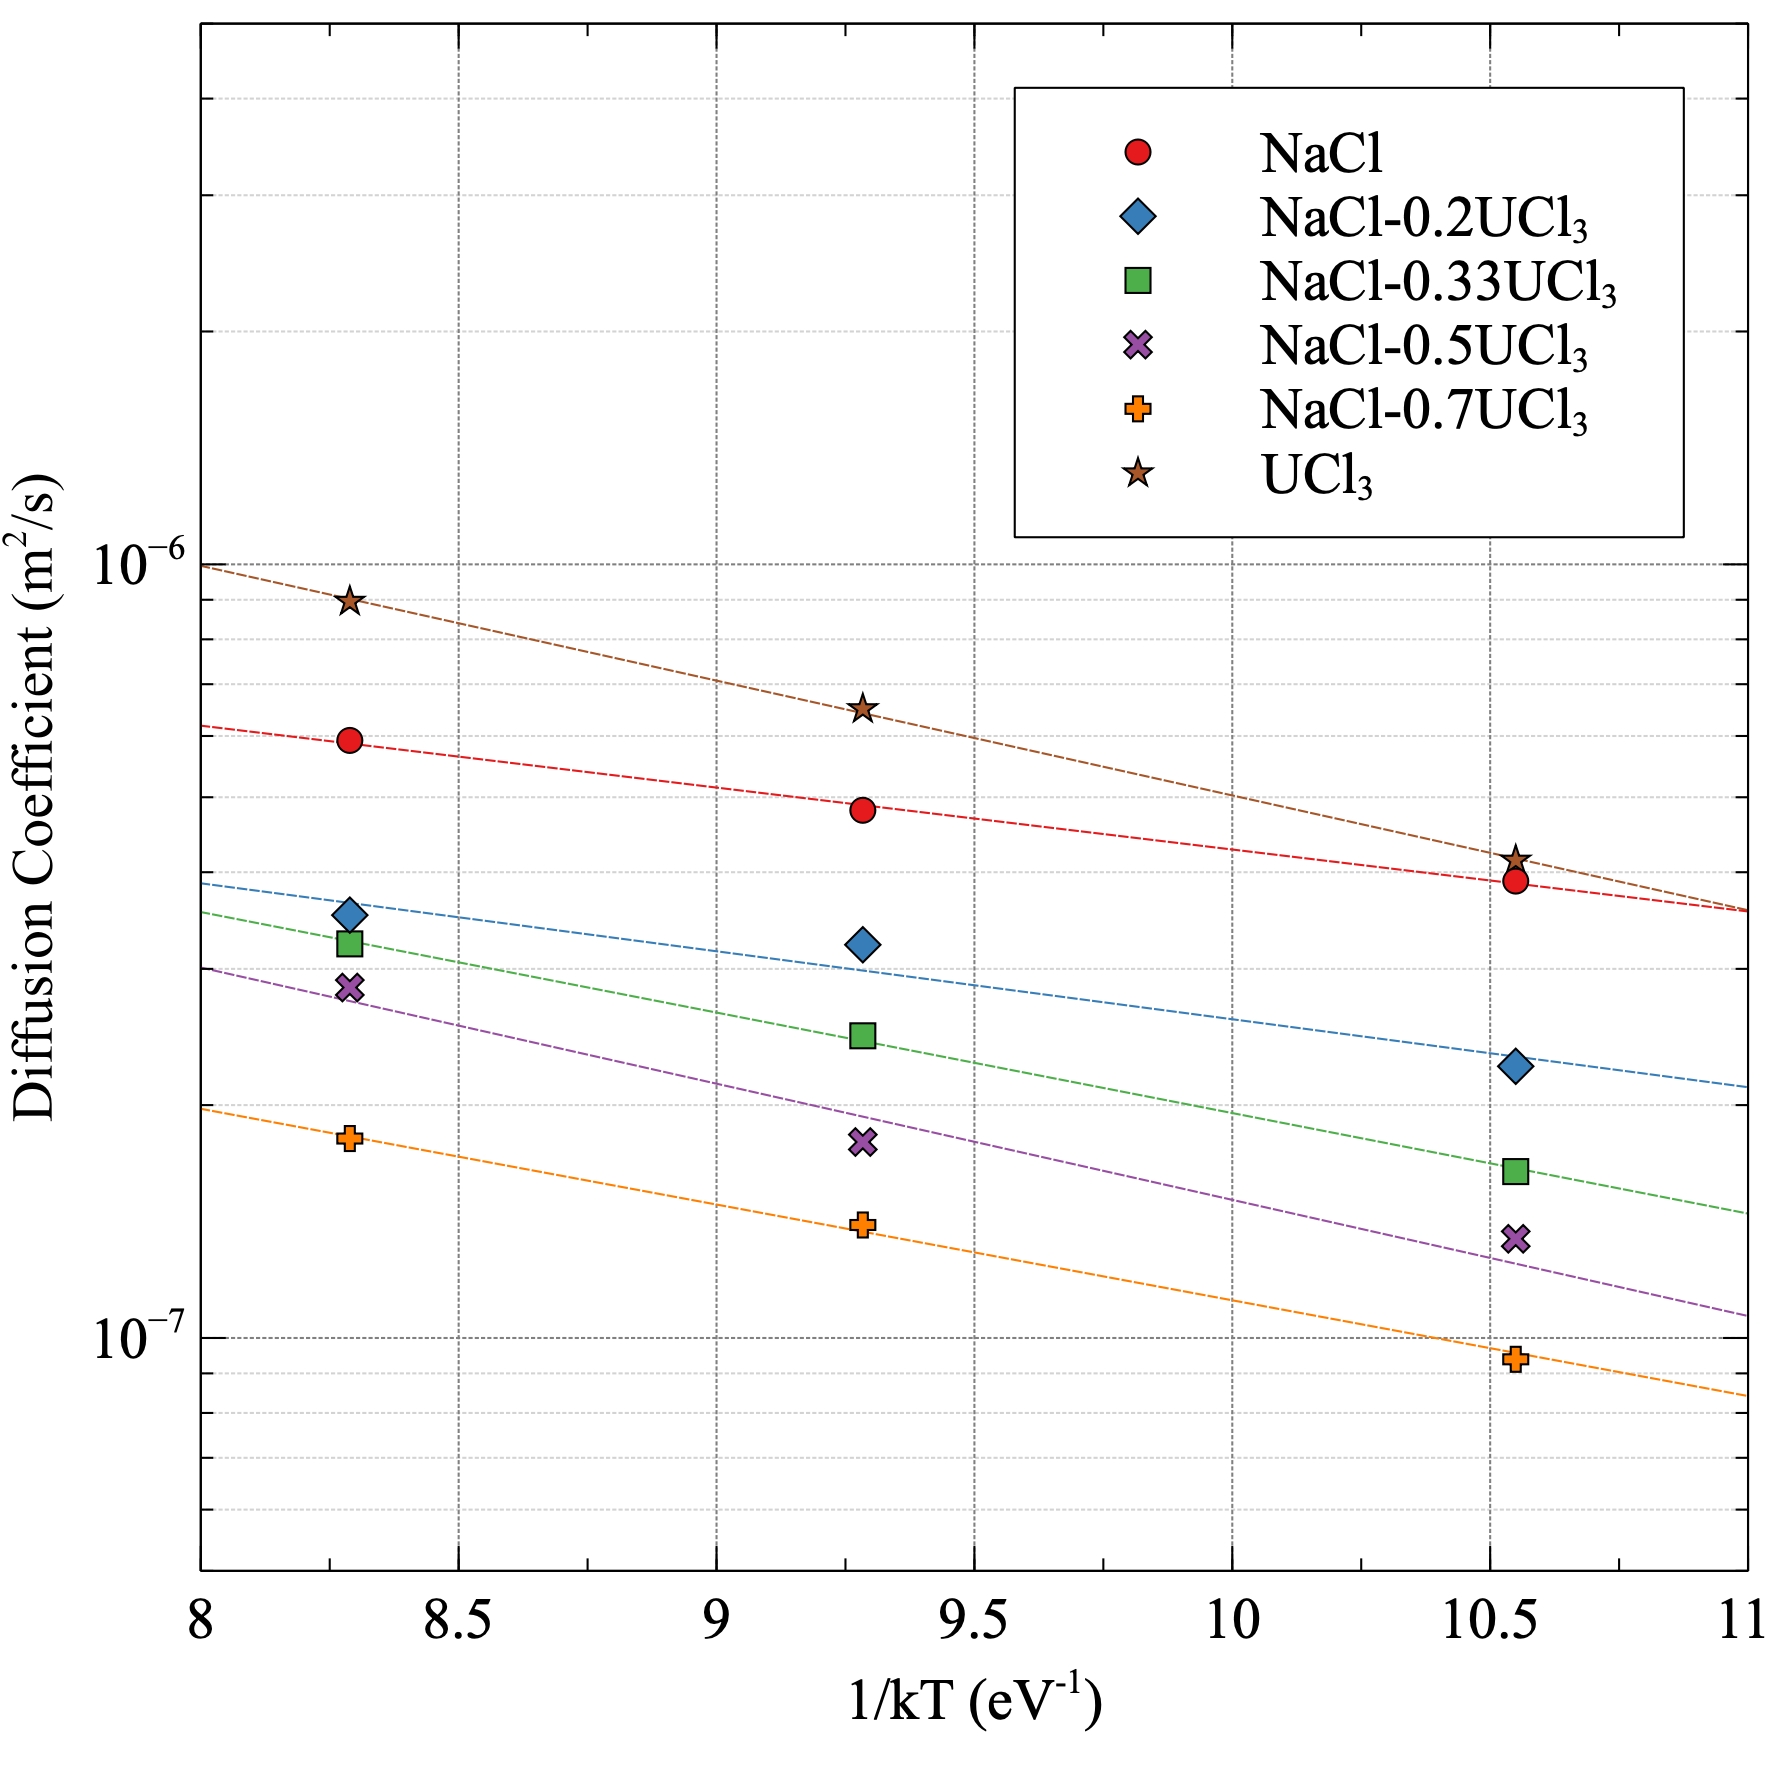 NaCl
NaCl-0.2UCl₃
NaCl-0.33UCl₃
NaCl-0.5UCl₃
NaCl-0.7UCl₃
UCl₃
Diffusion Coefficient (m²/s)
10⁻⁶
10⁻⁷
8 8.5 9 9.5 10 10.5 11
1/kT (eV⁻¹)